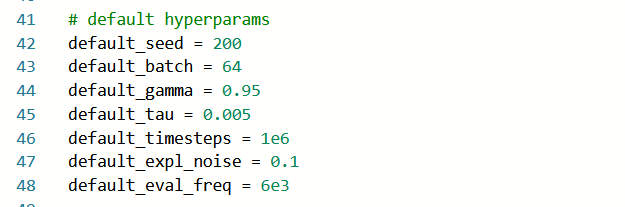 41 # default hyperparams
42 default_seed = 200
43 default_batch = 64
44 default_gamma = 0.95
45 default_tau = 0.005
46 default_timesteps = 1e6
47 default_expl_noise = 0.1
48 default_eval_freq = 6e3